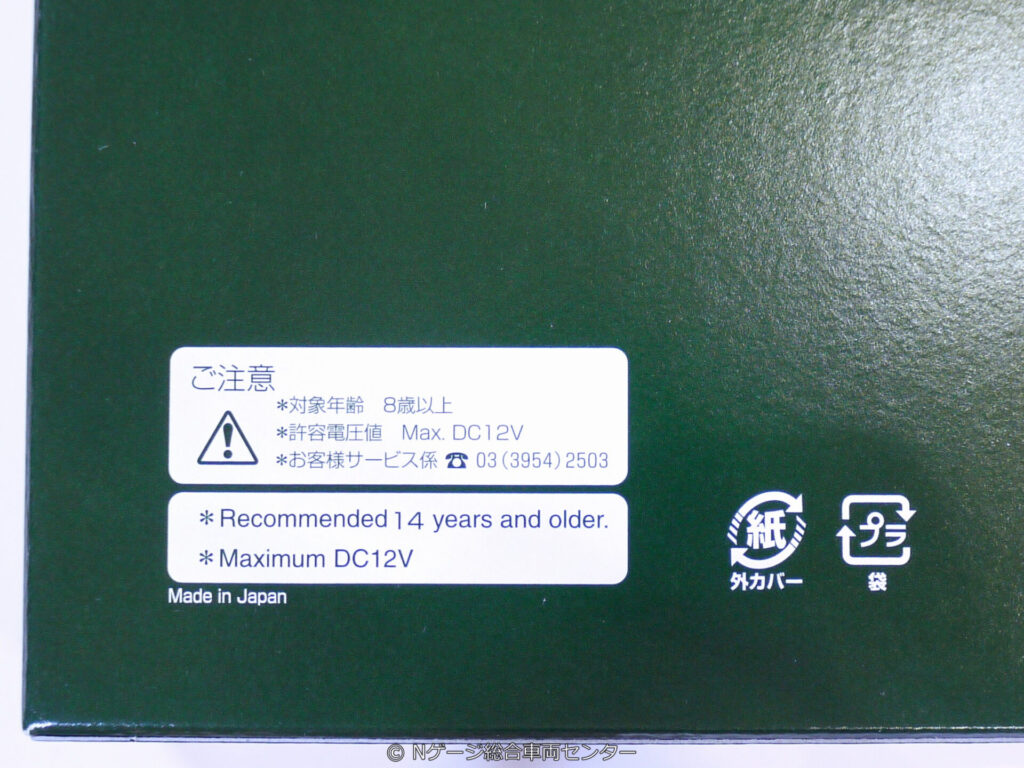 ご注意
*対象年齢 8歳以上
*許容電圧値 Max. DC12V
*お客様サービス係 ☎ 03(3954)2503
*Recommended 14 years and older.
*Maximum DC12V
Made in Japan
紙
外カバー
プラ
袋
© Nゲージ総合車両センター